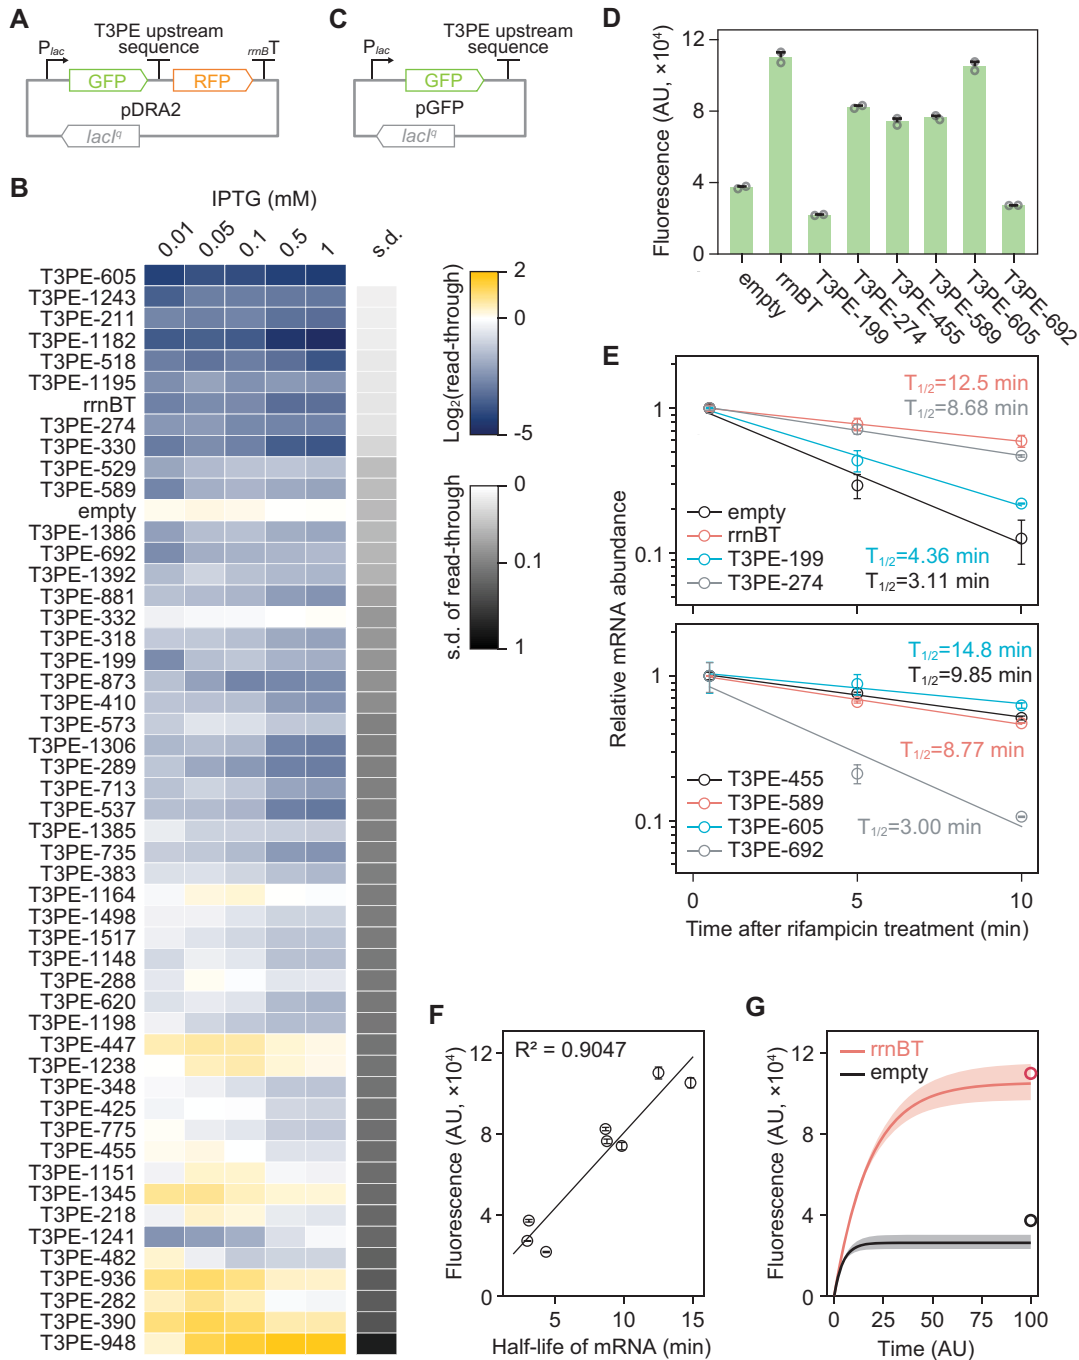 A
P_lac
T3PE upstream
sequence
rrnBT
GFP
RFP
pDRA2
lacI^q
C
P_lac
T3PE upstream
sequence
GFP
pGFP
lacI^q
D
Fluorescence (AU, ×10⁴)
12
8
4
0
empty
rrnBT
T3PE-199
T3PE-274
T3PE-455
T3PE-589
T3PE-605
T3PE-692
B
IPTG (mM)
0.01
0.05
0.1
0.5
1
s.d.
T3PE-605
T3PE-1243
T3PE-211
T3PE-1182
T3PE-518
T3PE-1195
rrnBT
T3PE-274
T3PE-330
T3PE-529
T3PE-589
empty
T3PE-1386
T3PE-692
T3PE-1392
T3PE-881
T3PE-332
T3PE-318
T3PE-199
T3PE-873
T3PE-410
T3PE-573
T3PE-1306
T3PE-289
T3PE-713
T3PE-537
T3PE-1385
T3PE-735
T3PE-383
T3PE-1164
T3PE-1498
T3PE-1517
T3PE-1148
T3PE-288
T3PE-620
T3PE-1198
T3PE-447
T3PE-1238
T3PE-348
T3PE-425
T3PE-775
T3PE-455
T3PE-1151
T3PE-1345
T3PE-218
T3PE-1241
T3PE-482
T3PE-936
T3PE-282
T3PE-390
T3PE-948
Log₂(read-through)
2
0
-5
s.d. of read-through
0
0.1
1
E
Relative mRNA abundance
1
0.1
T₁/₂=12.5 min
T₁/₂=8.68 min
empty
rrnBT
T3PE-199
T3PE-274
T₁/₂=4.36 min
T₁/₂=3.11 min
1
0.1
T₁/₂=14.8 min
T₁/₂=9.85 min
T₁/₂=8.77 min
T3PE-455
T3PE-589
T3PE-605
T3PE-692
T₁/₂=3.00 min
0
5
10
Time after rifampicin treatment (min)
F
R² = 0.9047
Fluorescence (AU, ×10⁴)
12
8
4
0
5
10
15
Half-life of mRNA (min)
G
rrnBT
empty
Fluorescence (AU, ×10⁴)
12
8
4
0
0
25
50
75
100
Time (AU)